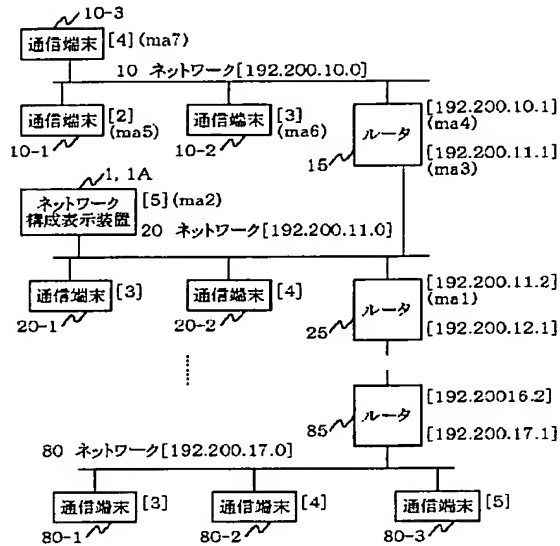 10-3
通信端末 [4](ma7)
10 ネットワーク[192.200.10.0]
通信端末 [2](ma5)
10-1
通信端末 [3](ma6)
10-2
ルータ
15
[192.200.10.1](ma4)
[192.200.11.1](ma3)
1, 1A
ネットワーク
構成表示装置
[5](ma2)
20 ネットワーク[192.200.11.0]
通信端末 [3]
20-1
通信端末 [4]
20-2
ルータ
25
[192.200.11.2](ma1)
[192.200.12.1]
ルータ
85
[192.20016.2]
[192.200.17.1]
80 ネットワーク[192.200.17.0]
通信端末 [3]
80-1
通信端末 [4]
80-2
通信端末 [5]
80-3